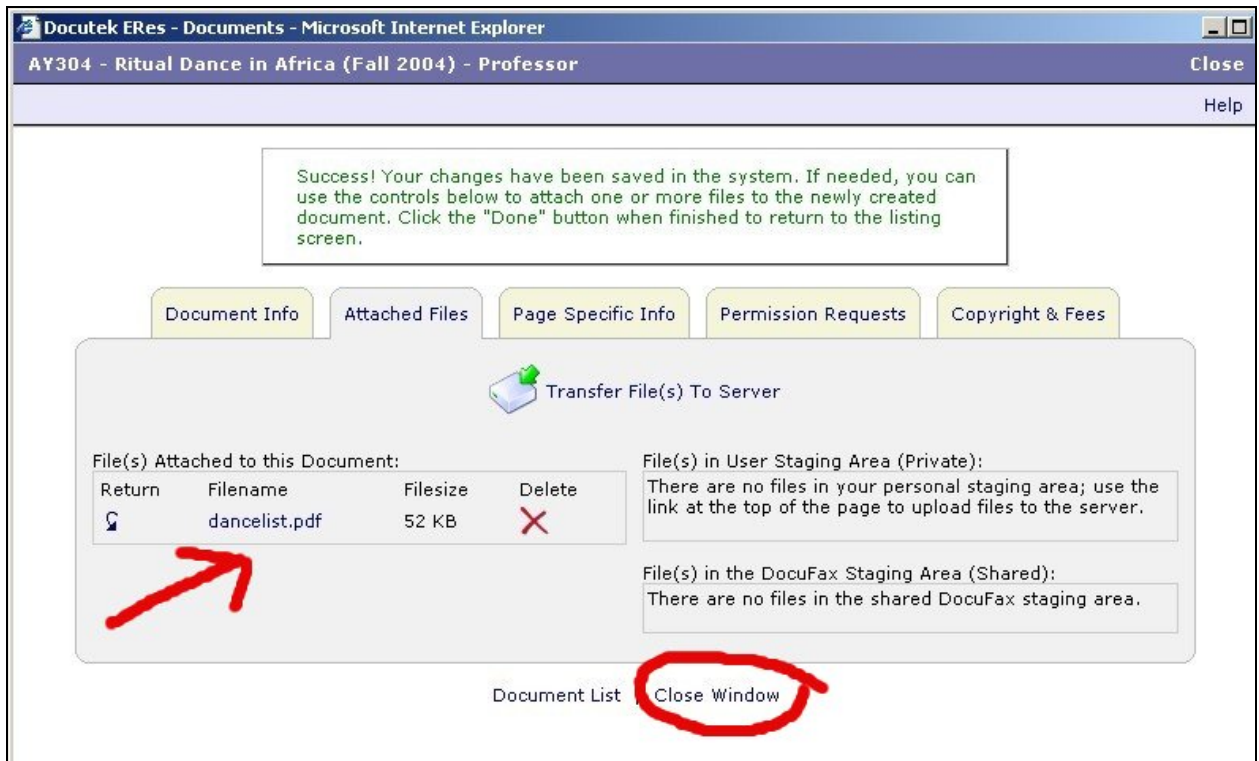 Docutek ERes - Documents - Microsoft Internet Explorer
AY304 - Ritual Dance in Africa (Fall 2004) - Professor Close
Help
Success! Your changes have been saved in the system. If needed, you can
use the controls below to attach one or more files to the newly created
document. Click the "Done" button when finished to return to the listing
screen.
Document Info Attached Files Page Specific Info Permission Requests Copyright & Fees
Transfer File(s) To Server
File(s) Attached to this Document:
Return Filename Filesize Delete
dancelist.pdf 52 KB
File(s) in User Staging Area (Private):
There are no files in your personal staging area; use the
link at the top of the page to upload files to the server.
File(s) in the DocuFax Staging Area (Shared):
There are no files in the shared DocuFax staging area.
Document List | Close Window